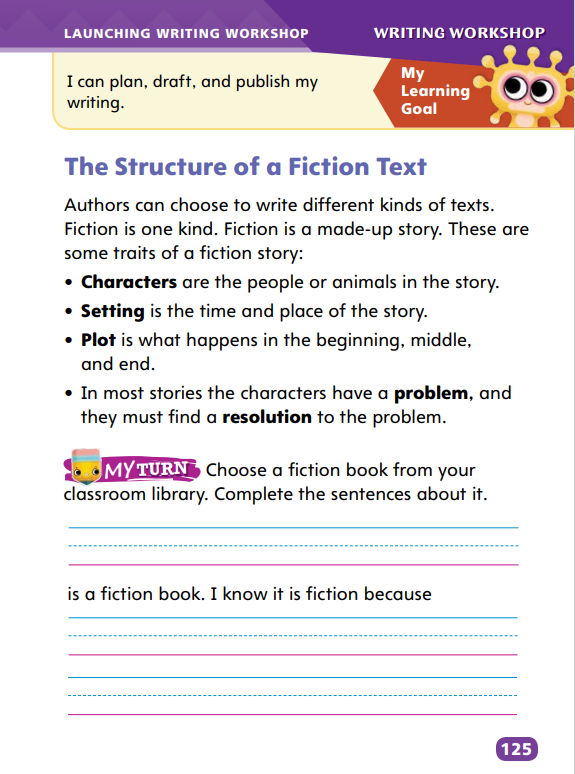 LAUNCHING WRITING WORKSHOP
WRITING WORKSHOP
I can plan, draft, and publish my
writing.
My
Learning
Goal
The Structure of a Fiction Text
Authors can choose to write different kinds of texts.
Fiction is one kind. Fiction is a made-up story. These are
some traits of a fiction story:
• Characters are the people or animals in the story.
• Setting is the time and place of the story.
• Plot is what happens in the beginning, middle,
and end.
• In most stories the characters have a problem, and
they must find a resolution to the problem.
MY TURN Choose a fiction book from your
classroom library. Complete the sentences about it.
is a fiction book. I know it is fiction because
125